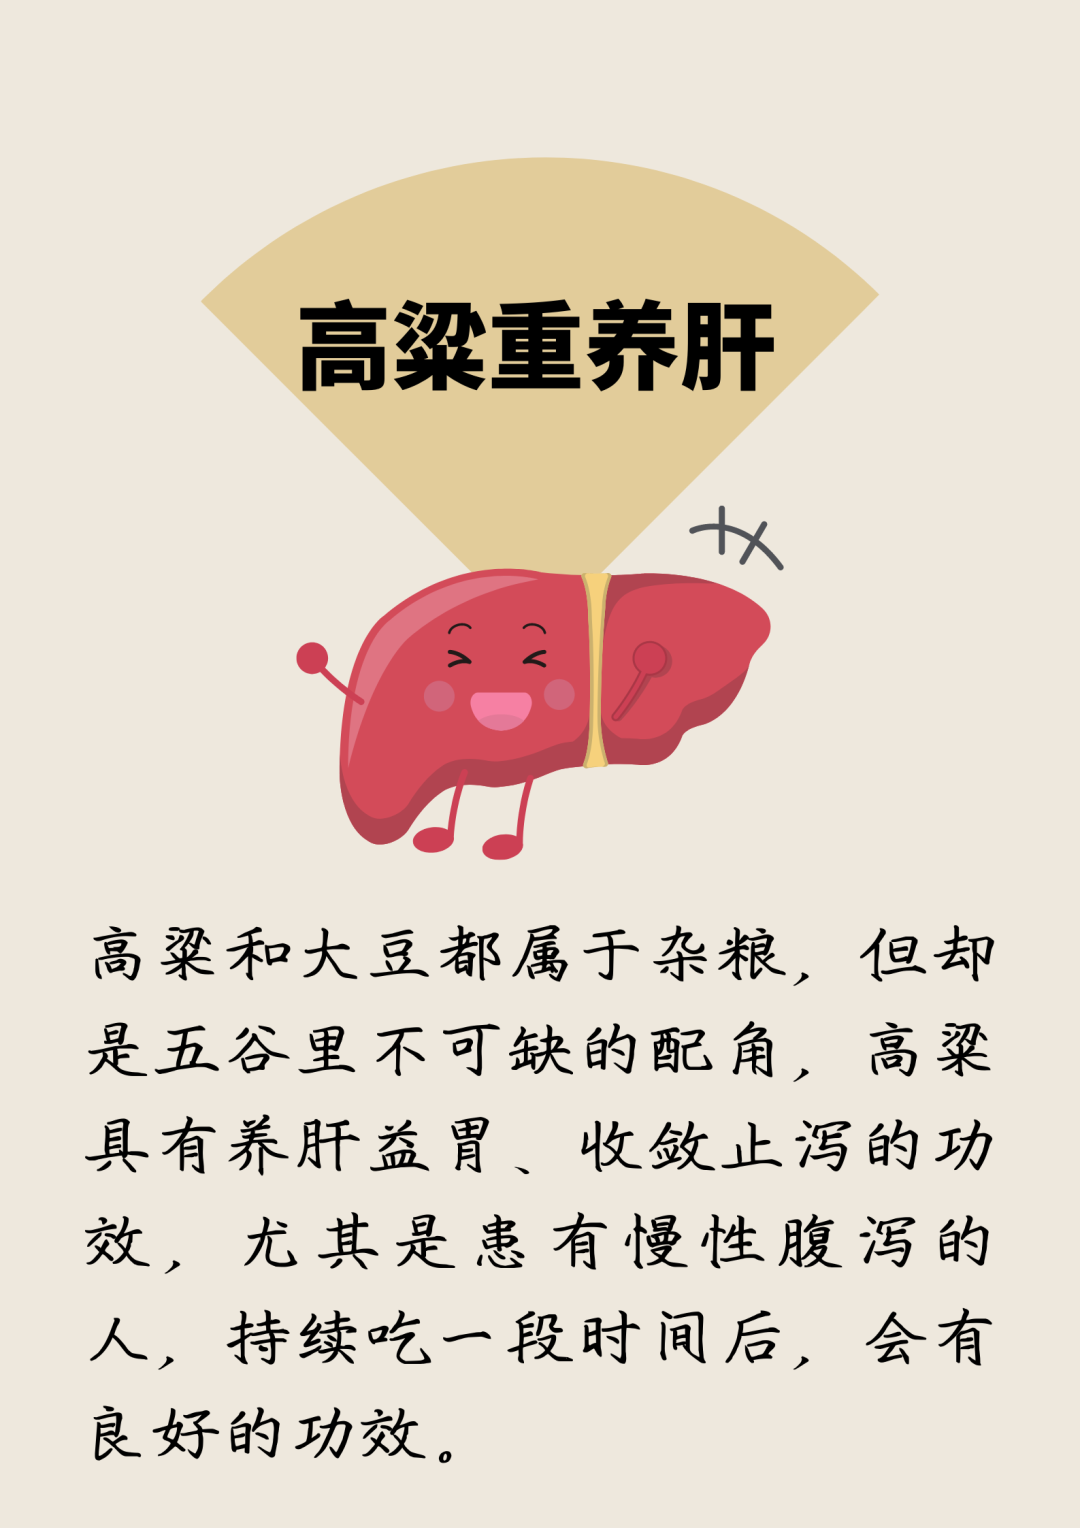 高粱重养肝
高粱和大豆都属于杂粮，但却
是五谷里不可缺的配角，高粱
具有养肝益胃、收敛止泻的功
效，尤其是患有慢性腹泻的
人，持续吃一段时间后，会有
良好的功效。